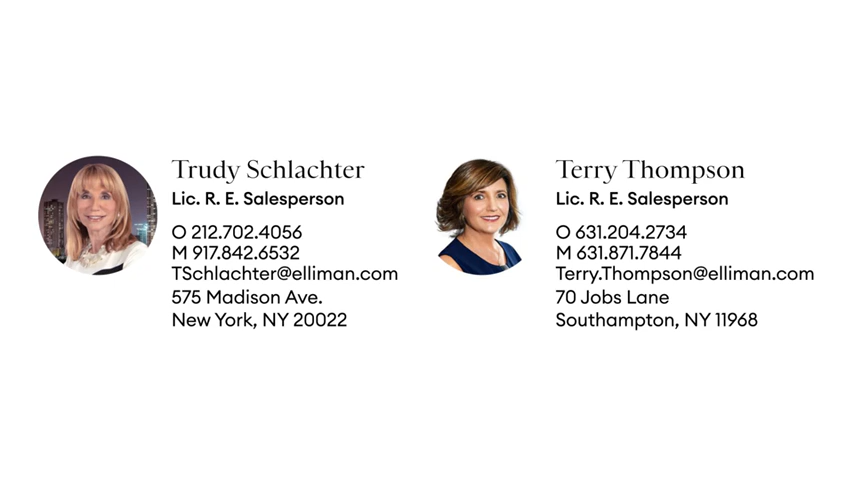 Trudy Schlachter
Lic. R. E. Salesperson
O 212.702.4056
M 917.842.6532
TSchlachter@elliman.com
575 Madison Ave.
New York, NY 20022
Terry Thompson
Lic. R. E. Salesperson
O 631.204.2734
M 631.871.7844
Terry.Thompson@elliman.com
70 Jobs Lane
Southampton, NY 11968